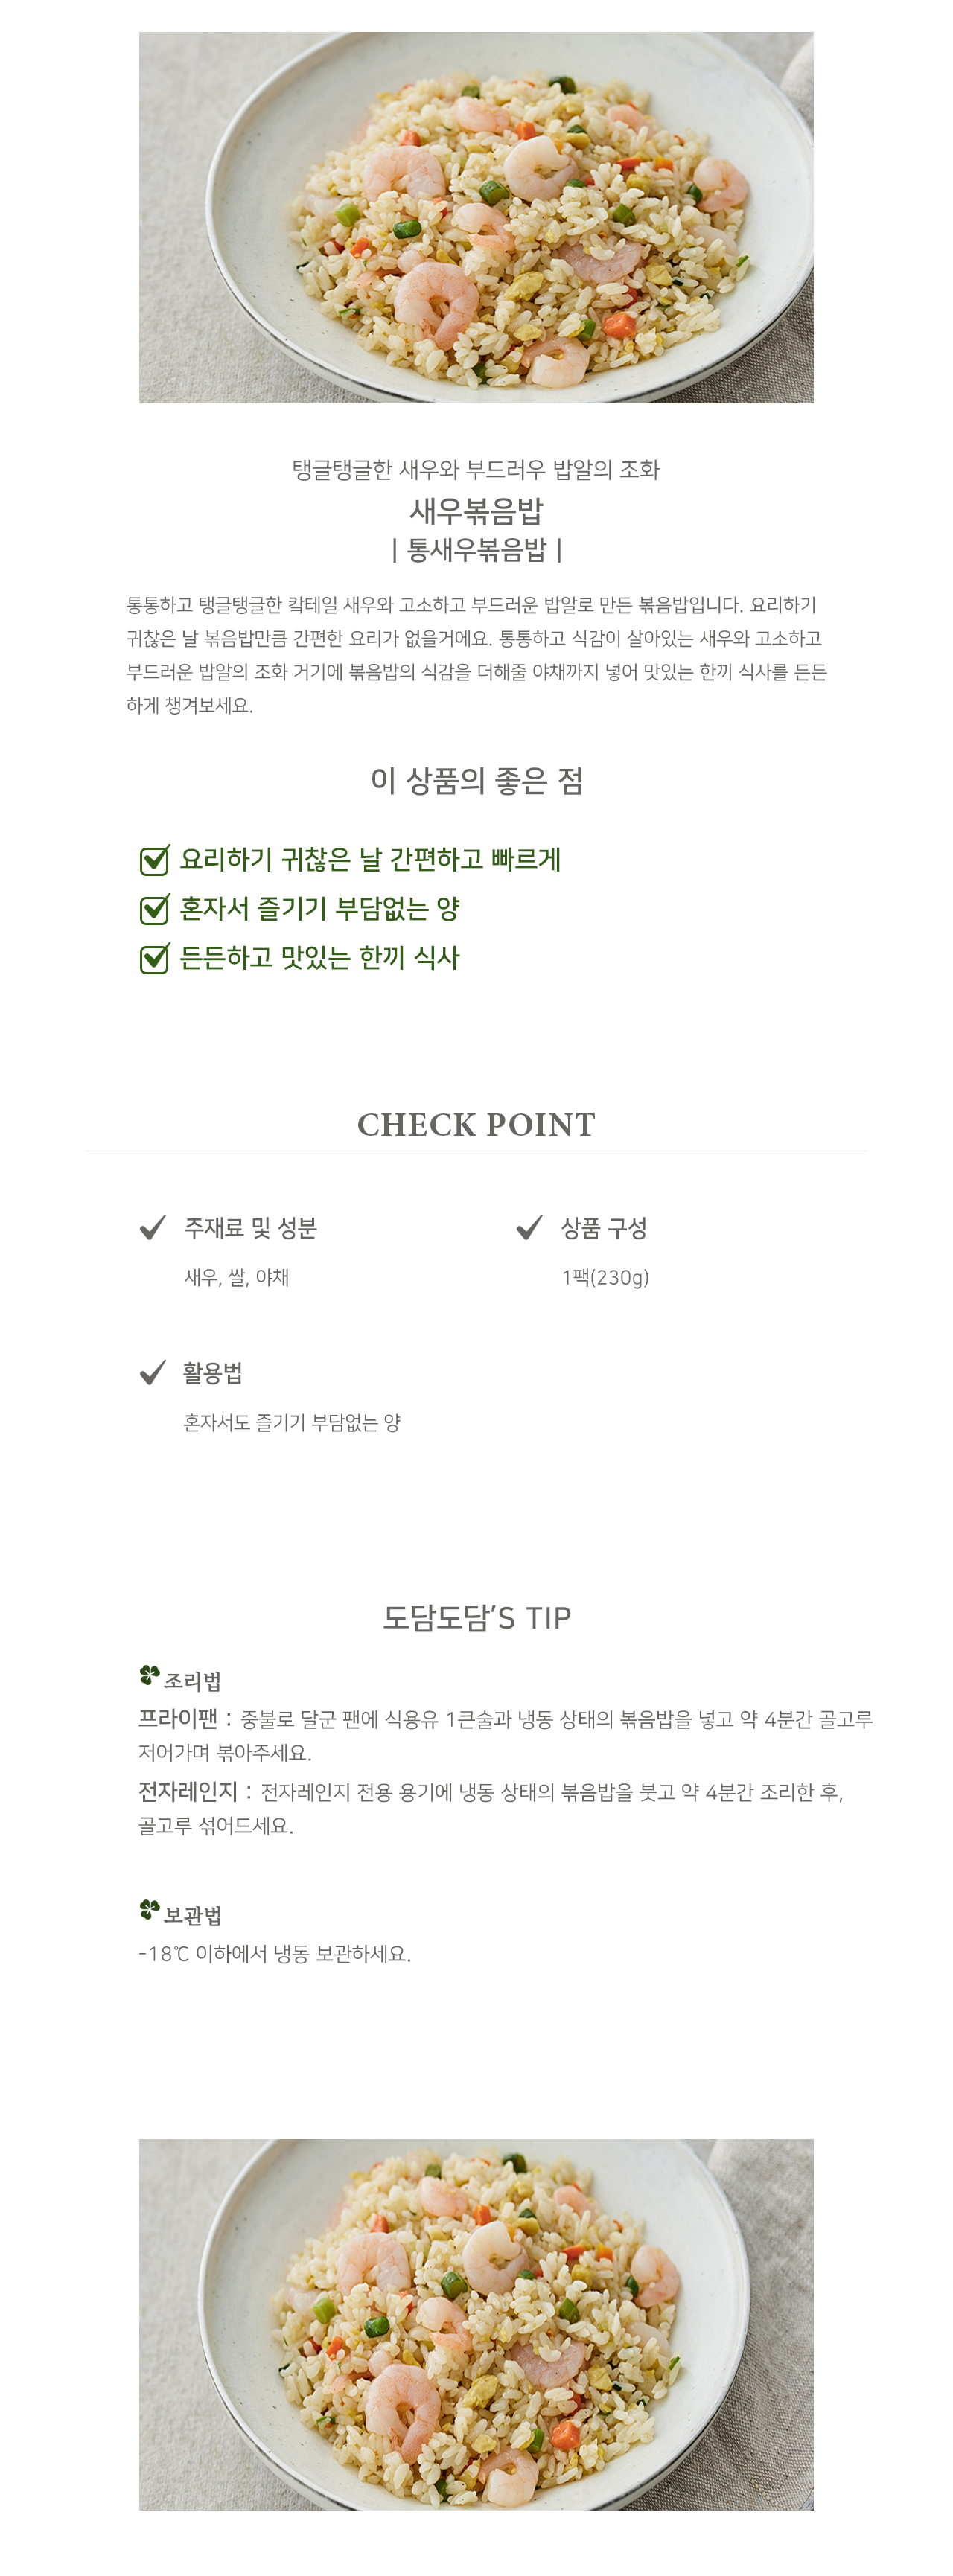 탱글탱글한 새우와 부드러우 밥알의 조화
새우볶음밥
| 통새우볶음밥 |
통통하고 탱글탱글한 칵테일 새우와 고소하고 부드러운 밥알로 만든 볶음밥입니다. 요리하기
귀찮은 날 볶음밥만큼 간편한 요리가 없을거에요. 통통하고 식감이 살아있는 새우와 고소하고
부드러운 밥알의 조화 거기에 볶음밥의 식감을 더해줄 야채까지 넣어 맛있는 한끼 식사를 든든
하게 챙겨보세요.
이 상품의 좋은 점
요리하기 귀찮은 날 간편하고 빠르게
혼자서 즐기기 부담없는 양
든든하고 맛있는 한끼 식사
CHECK POINT
주재료 및 성분
새우, 쌀, 야채
상품 구성
1팩(230g)
활용법
혼자서도 즐기기 부담없는 양
도담도담’S TIP
조리법
프라이팬 : 중불로 달군 팬에 식용유 1큰술과 냉동 상태의 볶음밥을 넣고 약 4분간 골고루
저어가며 볶아주세요.
전자레인지 : 전자레인지 전용 용기에 냉동 상태의 볶음밥을 붓고 약 4분간 조리한 후,
골고루 섞어드세요.
보관법
-18℃ 이하에서 냉동 보관하세요.